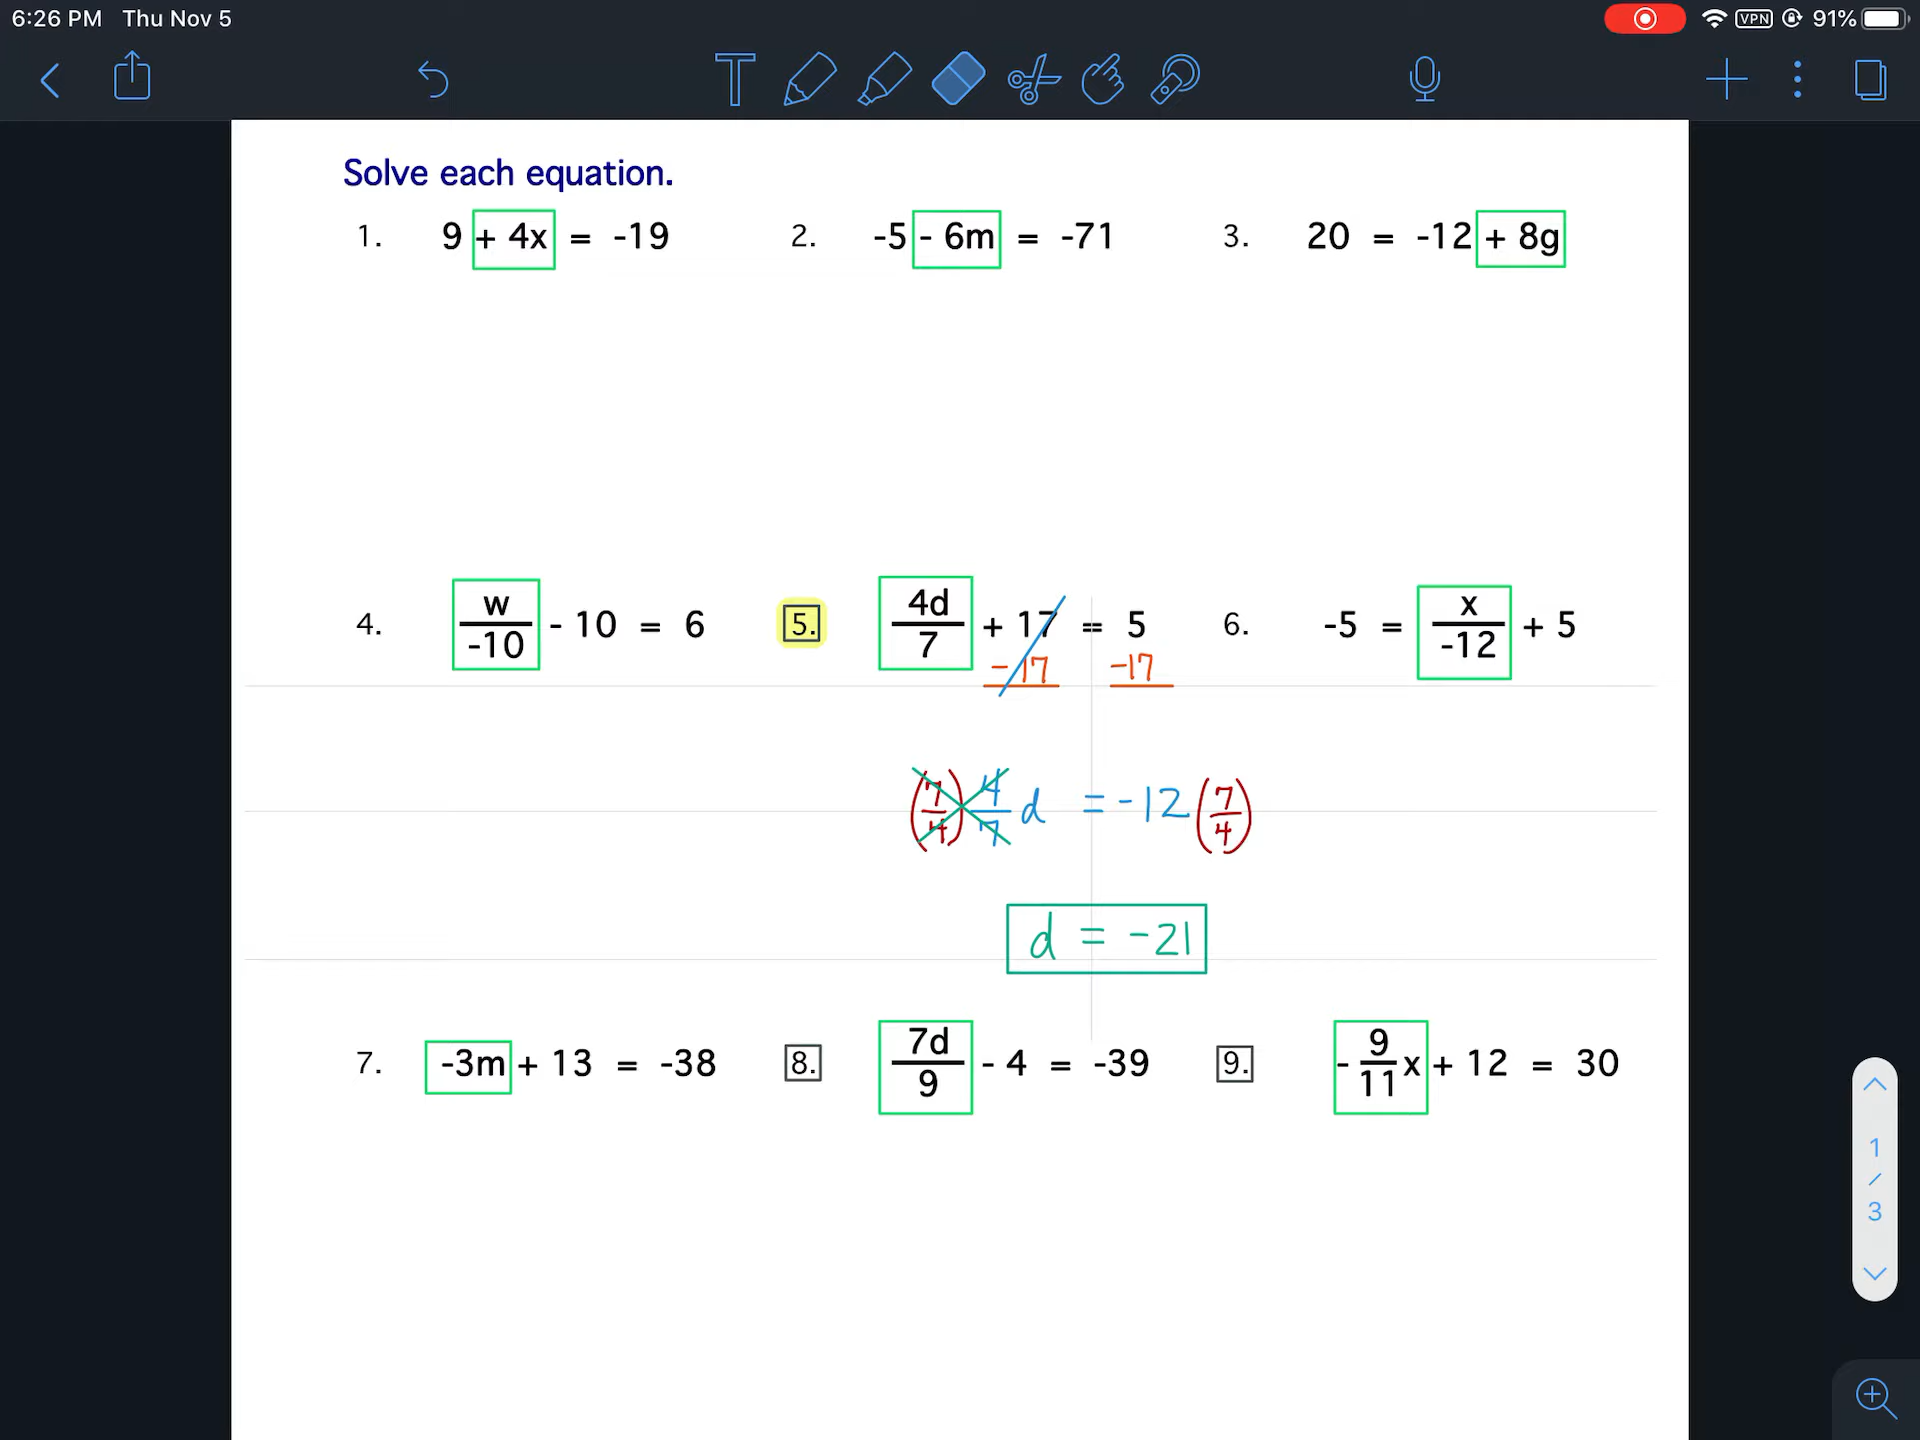 6:26 PM Thu Nov 5 VPN 91%
T
Solve each equation.
1. 9 + 4x = -19 2. -5 - 6m = -71 3. 20 = -12 + 8g
4. w/-10 - 10 = 6 5. 4d/7 + 17 = 5 6. -5 = x/-12 + 5
-17 -17
(7/4) 4/7 d = -12 (7/4)
d = -21
7. -3m + 13 = -38 8. 7d/9 - 4 = -39 9. - 9/11 x + 12 = 30
1
/
3